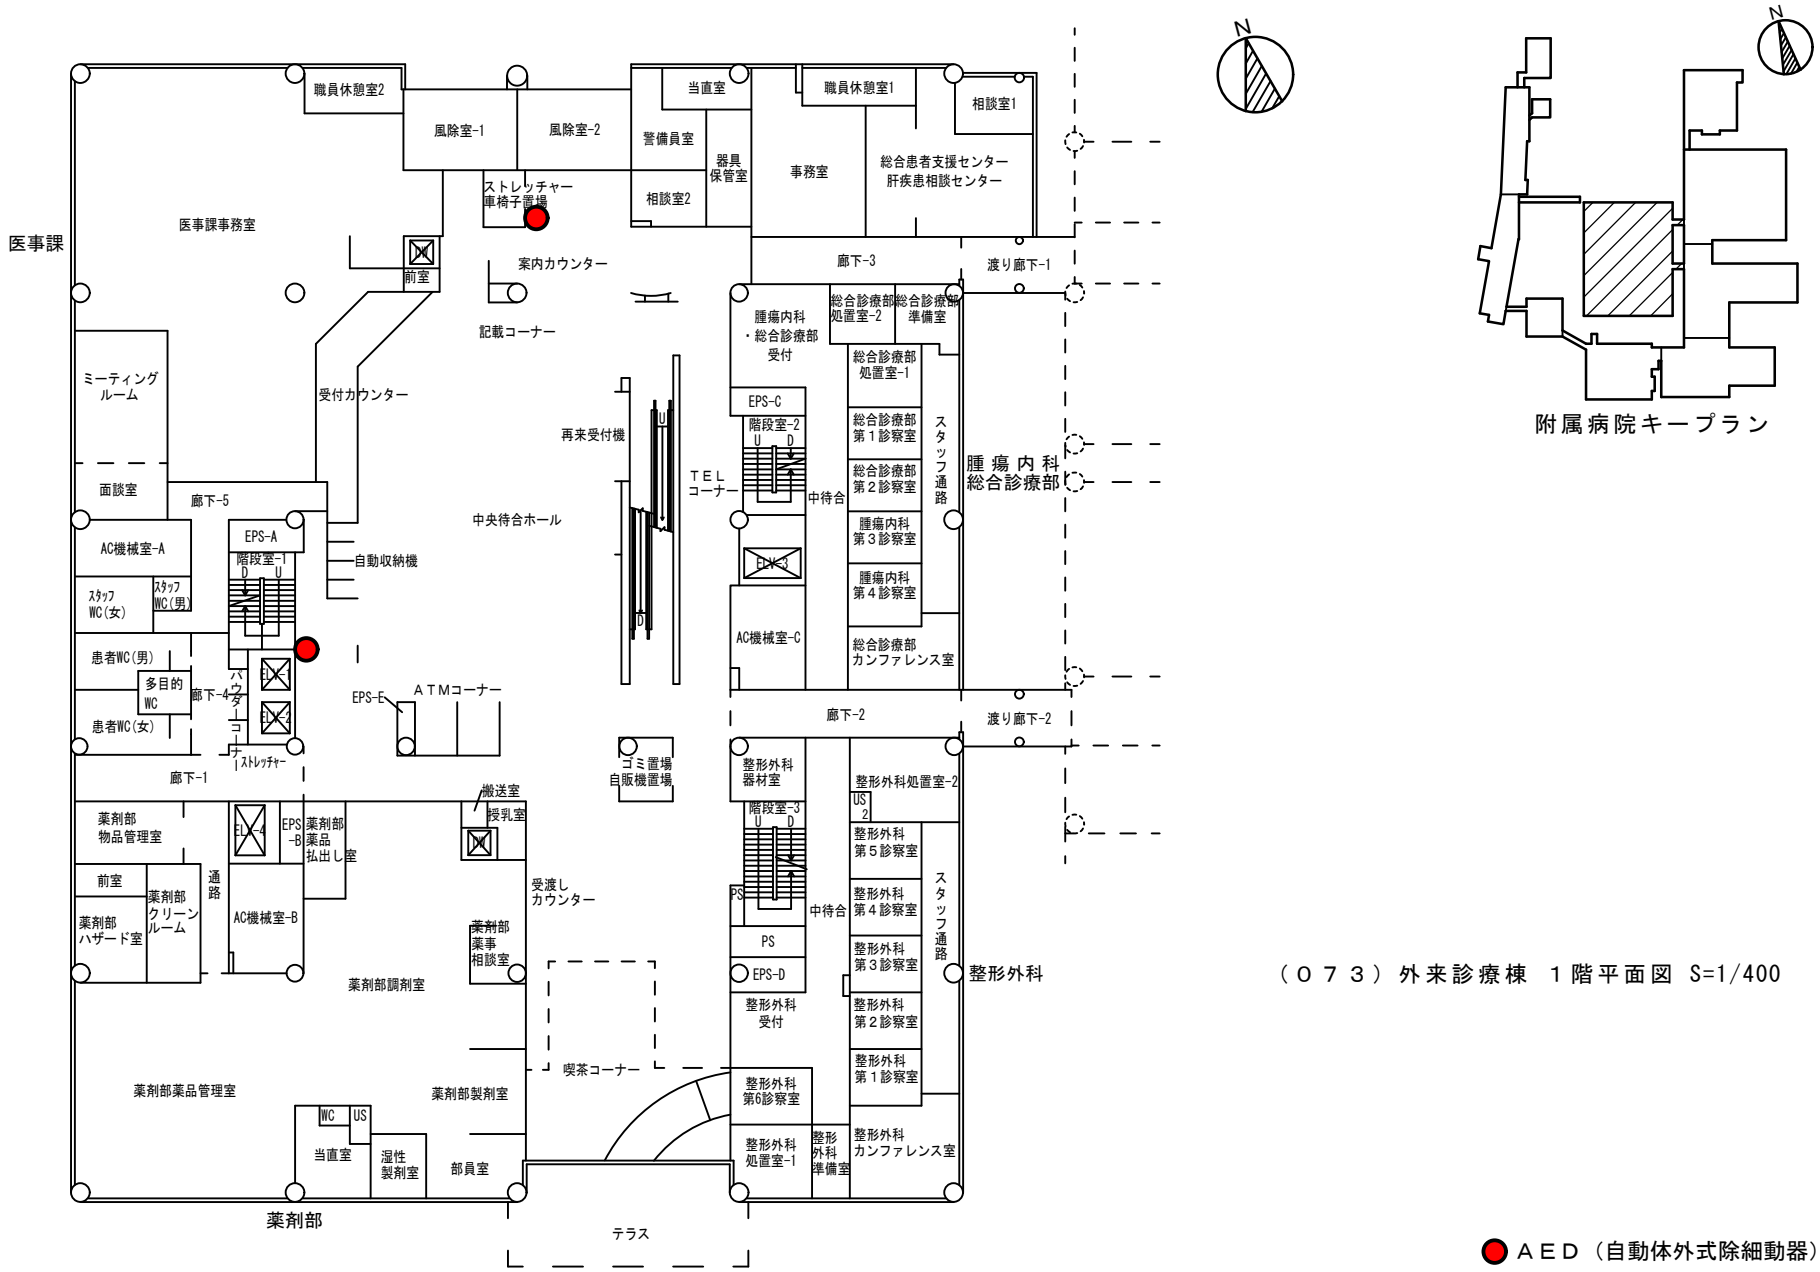 N
N
職員休憩室2
風除室-1
風除室-2
当直室
警備員室
器具
保管室
相談室2
職員休憩室1
相談室1
事務室
総合患者支援センター
肝疾患相談センター
ストレッチャー
車椅子置場
医事課
医事課事務室
DW
前室
案内カウンター
廊下-3
渡り廊下-1
記載コーナー
腫瘍内科
・総合診療部
受付
総合診療部
処置室-2
総合診療部
準備室
総合診療部
処置室-1
ミーティング
ルーム
受付カウンター
EPS-C
階段室-2
U
D
U
再来受付機
総合診療部
第1診察室
スタッフ通路
腫瘍内科
総合診療部
附属病院キープラン
面談室
廊下-5
TEL
コーナー
中待合
総合診療部
第2診察室
中央待合ホール
AC機械室-A
EPS-A
階段室-1
D
U
自動収納機
腫瘍内科
第3診察室
ELV-3
腫瘍内科
第4診察室
スタッフ
WC(女)
スタッフ
WC(男)
D
AC機械室-C
総合診療部
カンファレンス室
患者WC(男)
多目的
WC
患者WC(女)
廊下-4
パウダーコーナー
ELV-1
ELV-2
EPS-E
ATMコーナー
廊下-2
渡り廊下-2
ストレッチャー
廊下-1
ゴミ置場
自販機置場
整形外科
器材室
整形外科処置室-2
US
2
搬送室
授乳室
DW
薬剤部
物品管理室
ELV-4
EPS
-B
薬剤部
薬品
払出し室
階段室-3
U
D
整形外科
第5診察室
前室
薬剤部
クリーン
ルーム
薬剤部
ハザード室
通路
AC機械室-B
受渡し
カウンター
PS
中待合
整形外科
第4診察室
スタッフ通路
薬剤部
薬事
相談室
PS
EPS-D
整形外科
第3診察室
整形外科
(073)外来診療棟 1階平面図 S=1/400
薬剤部調剤室
整形外科
受付
整形外科
第2診察室
喫茶コーナー
整形外科
第1診察室
薬剤部薬品管理室
薬剤部製剤室
整形外科
第6診察室
WC
US
当直室
湿性
製剤室
部員室
整形外科
処置室-1
整形
外科
準備室
整形外科
カンファレンス室
薬剤部
テラス
AED(自動体外式除細動器)